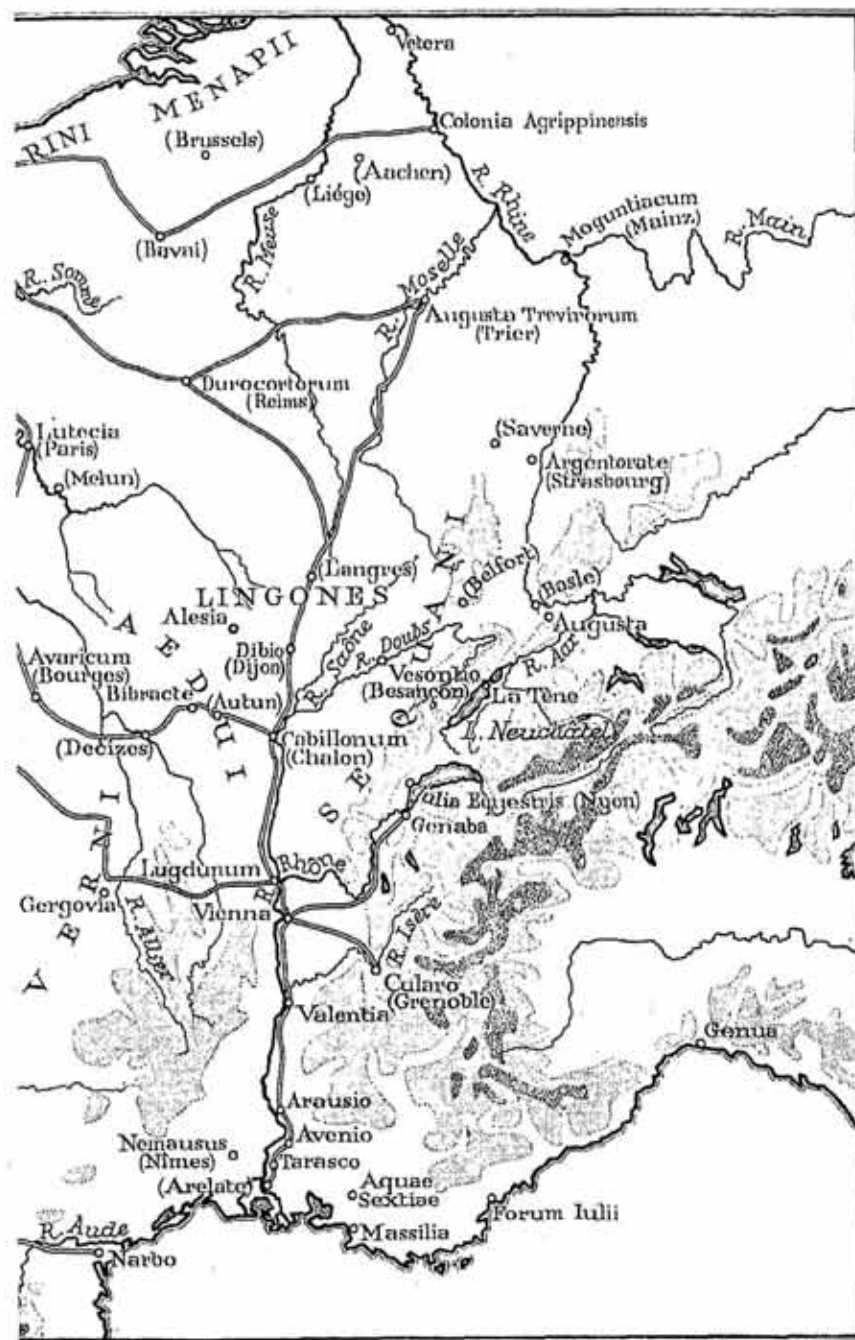 Vetera
MENAPII
RINI
Colonia Agrippinensis
(Brussels)
(Aachen)
(Liége)
R. Rhine
Moguntiacum
(Mainz)
R. Main
(Bavai)
R. Meuse
R. Somme
R. Moselle
Augusta Trevirorum
(Trier)
Durocortorum
(Reims)
Lutecia
(Paris)
(Saverne)
(Melun)
Argentorate
(Strasbourg)
(Langres)
LINGONES
(Belfort)
(Basle)
Alesia
Augusta
AEDUI
SEQUANI
Dibio
(Dijon)
R. Saône
R. Doubs
R. Aar
Avaricum
(Bourges)
Bibracte
(Autun)
Vesontio
(Besançon)
La Tène
L. Neuchâtel
(Decizes)
Cabillonum
(Chalon)
Julia Equestris (Nyon)
Genaba
VERNI
Lugdunum
R. Rhône
Gergovia
Vienna
R. Allier
R. Isère
Cularo
(Grenoble)
Valentia
Genua
Arausio
Nemausus
(Nîmes)
Avenio
Tarasco
(Arelate)
Aquae
Sextiae
Forum Iulii
R. Aude
Massilia
Narbo